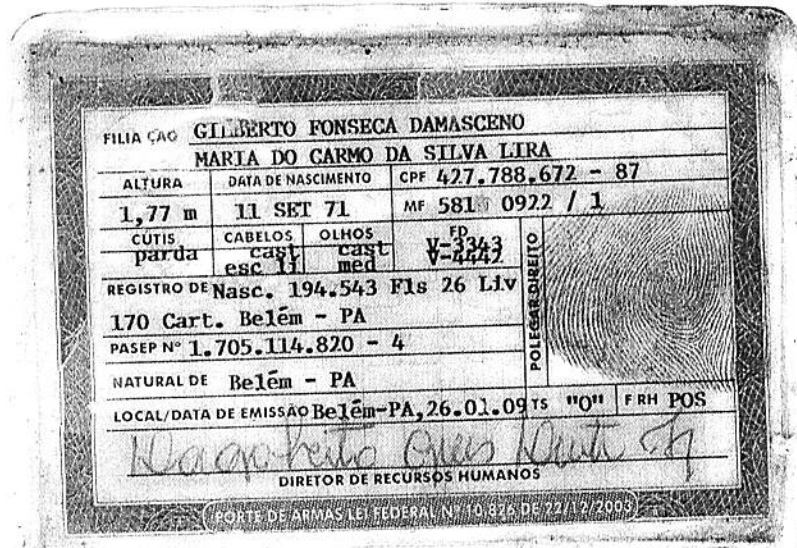 FILIAÇÃO GILBERTO FONSECA DAMASCENO
MARIA DO CARMO DA SILVA LIRA
ALTURA DATA DE NASCIMENTO CPF 427.788.672 - 87
1,77 m 11 SET 71 MF 581 0922 / 1
CÚTIS CABELOS OLHOS FD
parda cast cast V-3343
esc li med V-4442
REGISTRO DE Nasc. 194.543 Fls 26 Liv
170 Cart. Belém - PA
PASEP Nº 1.705.114.820 - 4
NATURAL DE Belém - PA
LOCAL/DATA DE EMISSÃO Belém-PA,26.01.09 TS "O" F RH POS
POLEGAR DIREITO
DIRETOR DE RECURSOS HUMANOS
PORTE DE ARMAS LEI FEDERAL Nº 10.826 DE 22/12/2003